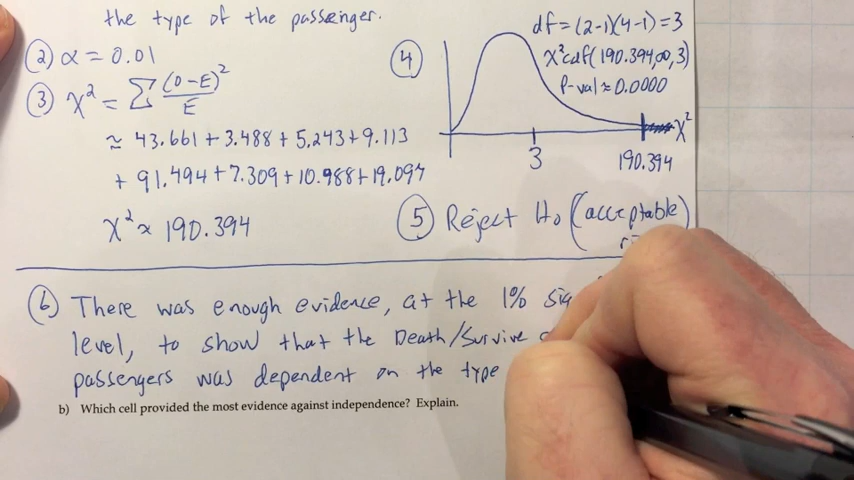 the type of the passenger.
② α = 0.01
③ χ² = Σ (O-E)²/E
≈ 43.661 + 3.488 + 5.243 + 9.113
+ 91.494 + 7.309 + 10.988 + 19.097
χ² ≈ 190.394
④
df = (2-1)(4-1) = 3
χ²cdf(190.394, ∞, 3)
P-val ≈ 0.0000
χ²
3
190.394
⑤ Reject H₀ (acceptable)
⑥ There was enough evidence, at the 1%
level, to show that the Death/Survive
passengers was dependent on the type
b) Which cell provided the most evidence against independence? Explain.